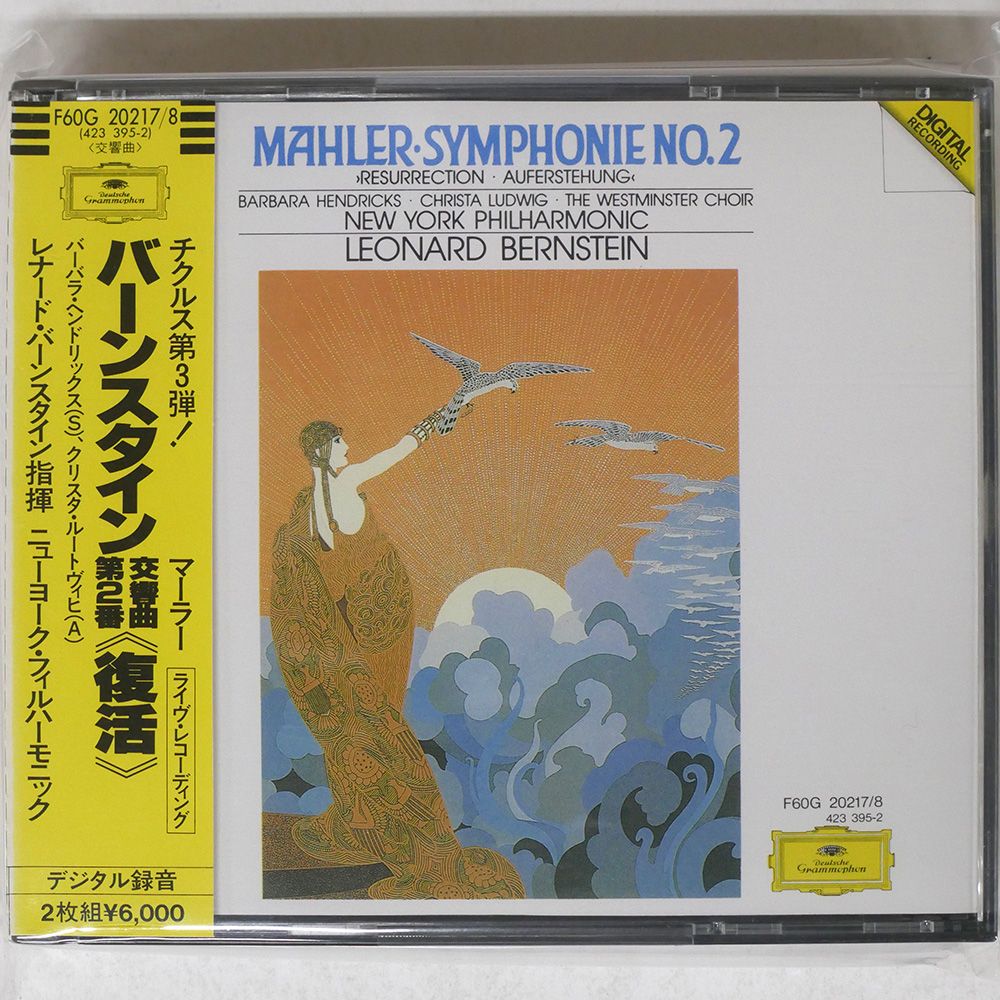 F60G 20217/8
(423 395-2)
〈交響曲〉
Deutsche
Grammophon
チクルス第3弾！
マーラー
ライヴ・レコーディング
バーンスタイン
交響曲
第2番
《復活》
バーバラ・ヘンドリックス(S)、クリスタ・ルートヴィヒ(A)
レナード・バーンスタイン指揮 ニューヨーク・フィルハーモニック
デジタル録音
2枚組¥6,000
MAHLER·SYMPHONIE NO.2
›RESURRECTION · AUFERSTEHUNG‹
BARBARA HENDRICKS · CHRISTA LUDWIG · THE WESTMINSTER CHOIR
NEW YORK PHILHARMONIC
LEONARD BERNSTEIN
DIGITAL
RECORDING
F60G 20217/8
423 395-2
Deutsche
Grammophon